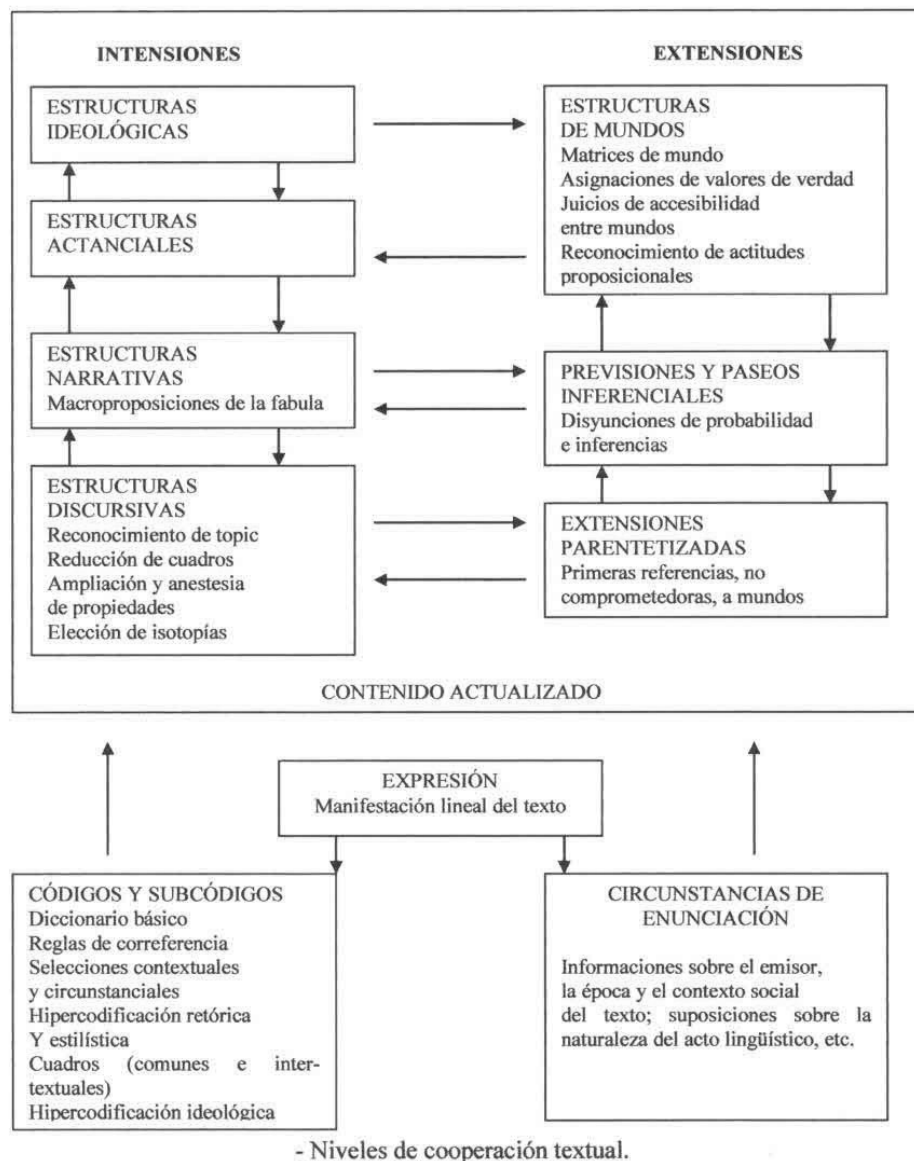 INTENSIONES
EXTENSIONES
ESTRUCTURAS
IDEOLÓGICAS
ESTRUCTURAS
ACTANCIALES
ESTRUCTURAS
NARRATIVAS
Macroproposiciones de la fabula
ESTRUCTURAS
DISCURSIVAS
Reconocimiento de topic
Reducción de cuadros
Ampliación y anestesia
de propiedades
Elección de isotopías
ESTRUCTURAS
DE MUNDOS
Matrices de mundo
Asignaciones de valores de verdad
Juicios de accesibilidad
entre mundos
Reconocimiento de actitudes
proposicionales
PREVISIONES Y PASEOS
INFERENCIALES
Disyunciones de probabilidad
e inferencias
EXTENSIONES
PARENTETIZADAS
Primeras referencias, no
comprometedoras, a mundos
CONTENIDO ACTUALIZADO
EXPRESIÓN
Manifestación lineal del texto
CÓDIGOS Y SUBCÓDIGOS
Diccionario básico
Reglas de correferencia
Selecciones contextuales
y circunstanciales
Hipercodificación retórica
Y estilística
Cuadros (comunes e inter-
textuales)
Hipercodificación ideológica
CIRCUNSTANCIAS DE
ENUNCIACIÓN
Informaciones sobre el emisor,
la época y el contexto social
del texto; suposiciones sobre la
naturaleza del acto lingüístico, etc.
- Niveles de cooperación textual.